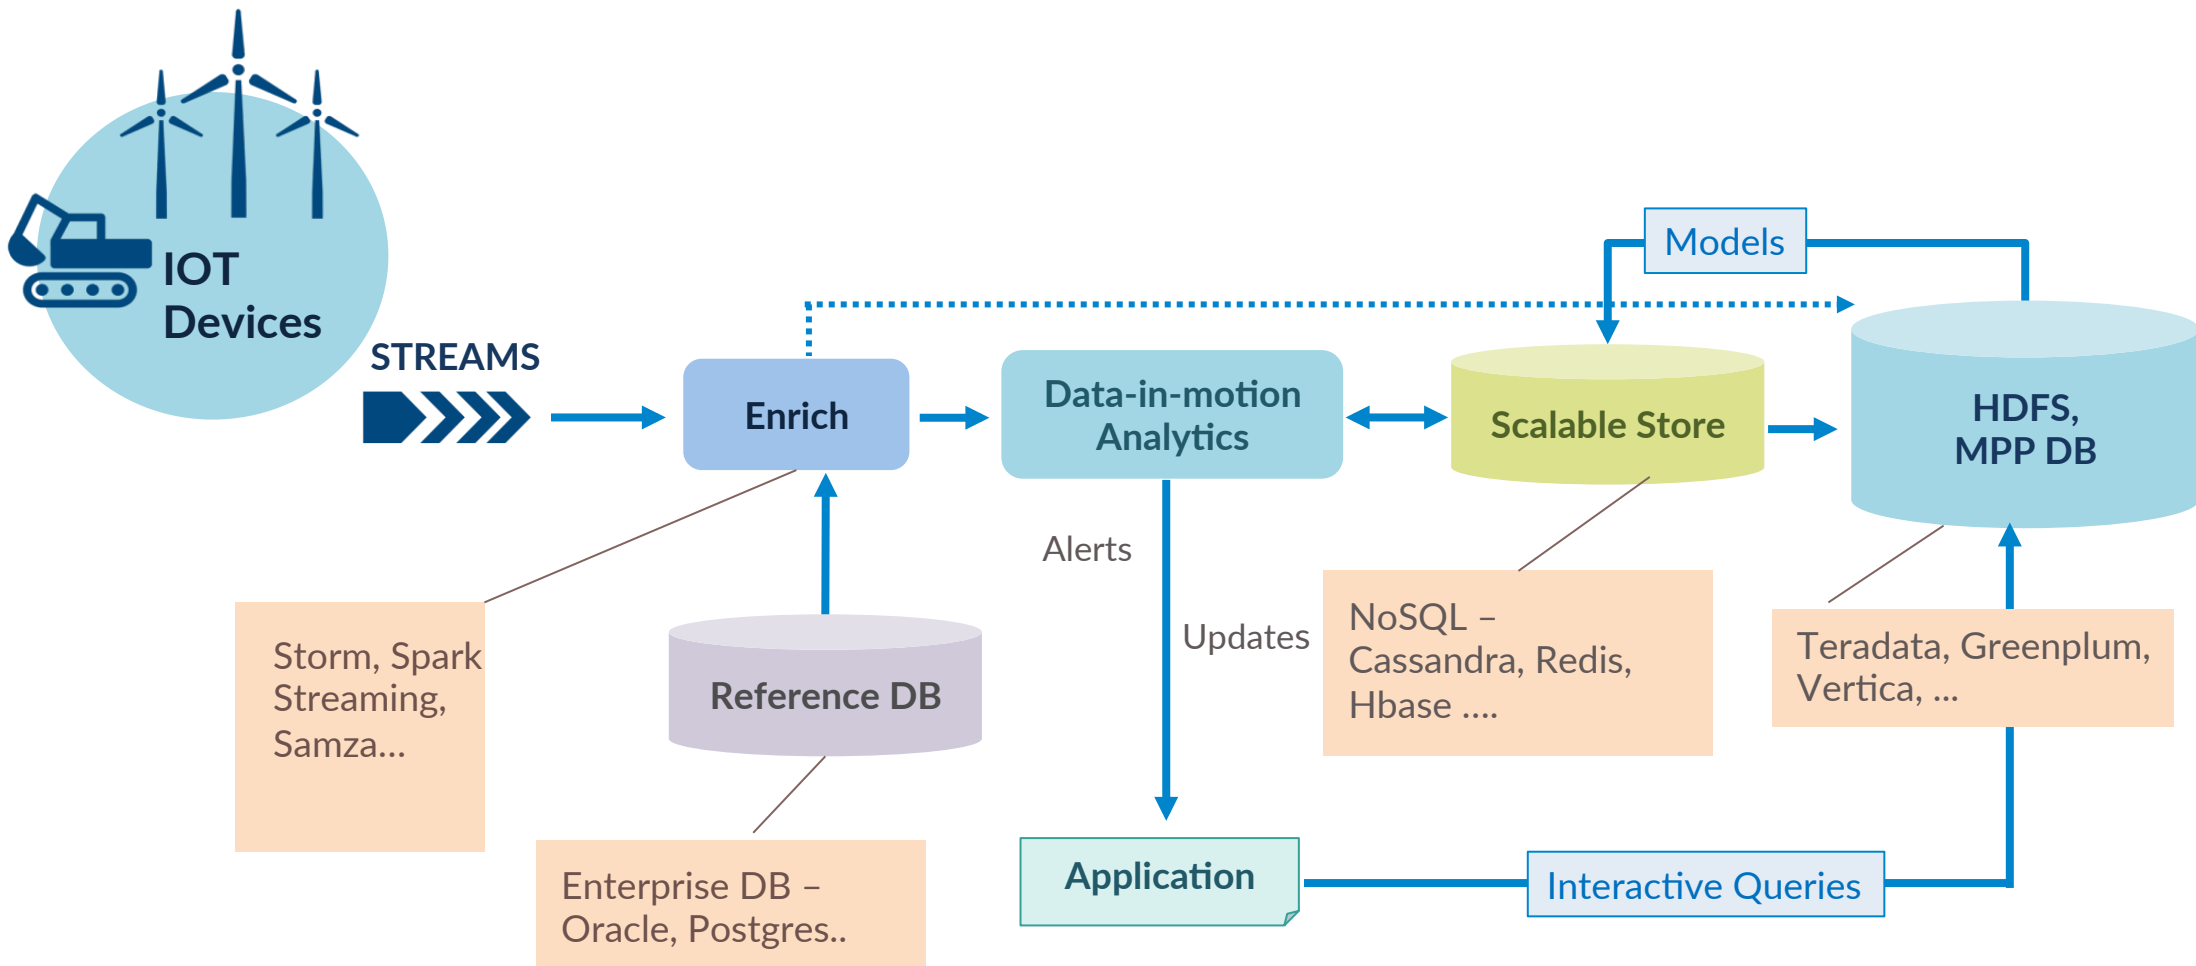 IOT
Devices
STREAMS
Models
Enrich
Data-in-motion
Analytics
Scalable Store
HDFS,
MPP DB
Alerts
Updates
Storm, Spark
Streaming,
Samza...
Reference DB
NoSQL –
Cassandra, Redis,
Hbase ....
Teradata, Greenplum,
Vertica, ...
Enterprise DB –
Oracle, Postgres..
Application
Interactive Queries